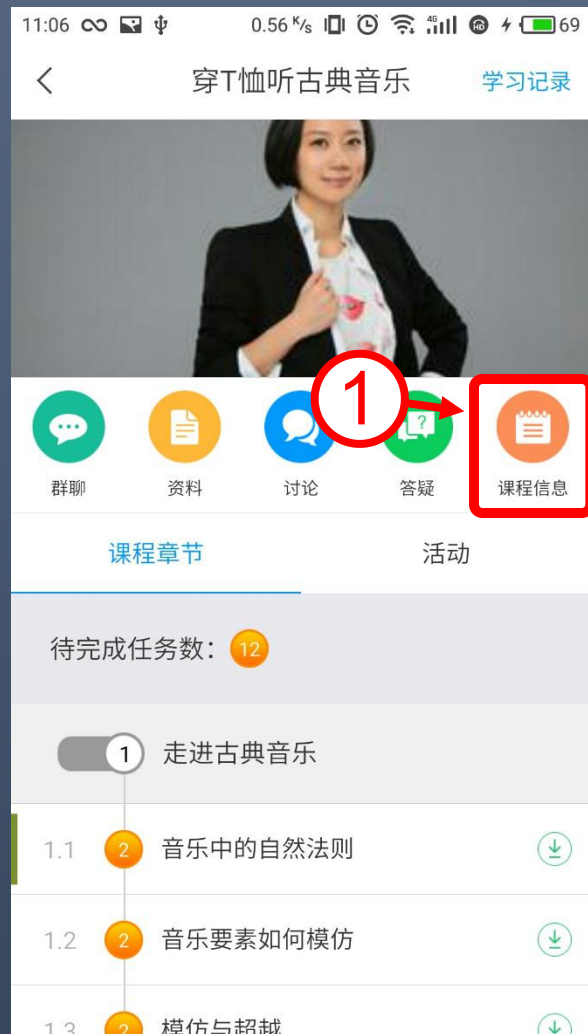 11:06 0.56 K/s 46 HD 69
穿T恤听古典音乐 学习记录
1
群聊 资料 讨论 答疑 课程信息
课程章节 活动
待完成任务数： 12
1 走进古典音乐
1.1 2 音乐中的自然法则
1.2 2 音乐要素如何模仿
1.3 2 模仿与超越